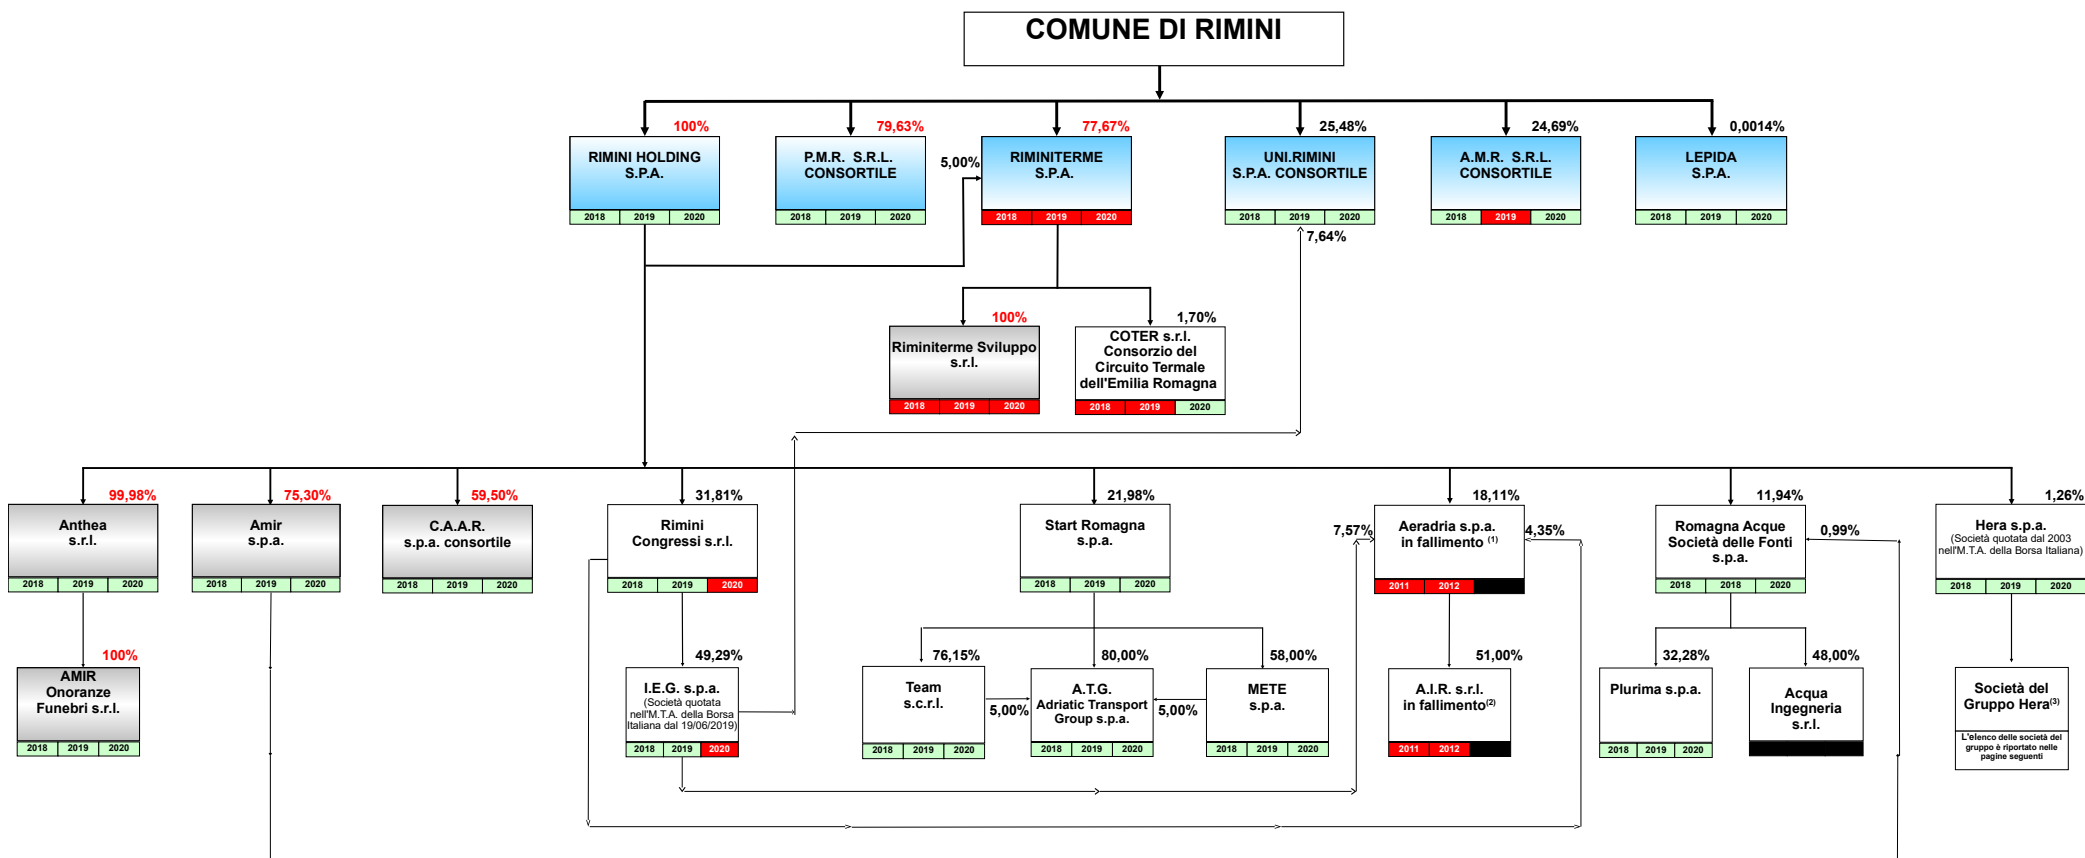 COMUNE DI RIMINI
100%
79,63%
77,67%
25,48%
24,69%
0,0014%
RIMINI HOLDING
S.P.A.
2018 2019 2020
P.M.R. S.R.L.
CONSORTILE
2018 2019 2020
5,00%
RIMINITERME
S.P.A.
2018 2019 2020
UNI.RIMINI
S.P.A. CONSORTILE
2018 2019 2020
7,64%
A.M.R. S.R.L.
CONSORTILE
2018 2019 2020
LEPIDA
S.P.A.
2018 2019 2020
100%
Riminiterme Sviluppo
s.r.l.
2018 2019 2020
1,70%
COTER s.r.l.
Consorzio del
Circuito Termale
dell'Emilia Romagna
2018 2019 2020
99,98%
Anthea
s.r.l.
2018 2019 2020
75,30%
Amir
s.p.a.
2018 2019 2020
59,50%
C.A.A.R.
s.p.a. consortile
2018 2019 2020
31,81%
Rimini
Congressi s.r.l.
2018 2019 2020
21,98%
Start Romagna
s.p.a.
2018 2019 2020
18,11%
7,57%
Aeradria s.p.a.
in fallimento (1)
4,35%
2011 2012
11,94%
Romagna Acque
Società delle Fonti
s.p.a.
0,99%
2018 2018 2020
1,26%
Hera s.p.a.
(Società quotata dal 2003
nell'M.T.A. della Borsa Italiana)
2018 2019 2020
100%
AMIR
Onoranze
Funebri s.r.l.
2018 2019 2020
49,29%
I.E.G. s.p.a.
(Società quotata
nell'M.T.A. della Borsa
Italiana dal 19/06/2019)
2018 2019 2020
76,15%
Team
s.c.r.l.
2018 2019 2020
5,00%
80,00%
A.T.G.
Adriatic Transport
Group s.p.a.
2018 2019 2020
5,00%
58,00%
METE
s.p.a.
2018 2019 2020
51,00%
A.I.R. s.r.l.
in fallimento(2)
2011 2012
32,28%
Plurima s.p.a.
2018 2019 2020
48,00%
Acqua
Ingegneria
s.r.l.
Società del
Gruppo Hera(3)
L'elenco delle società del
gruppo è riportato nelle
pagine seguenti